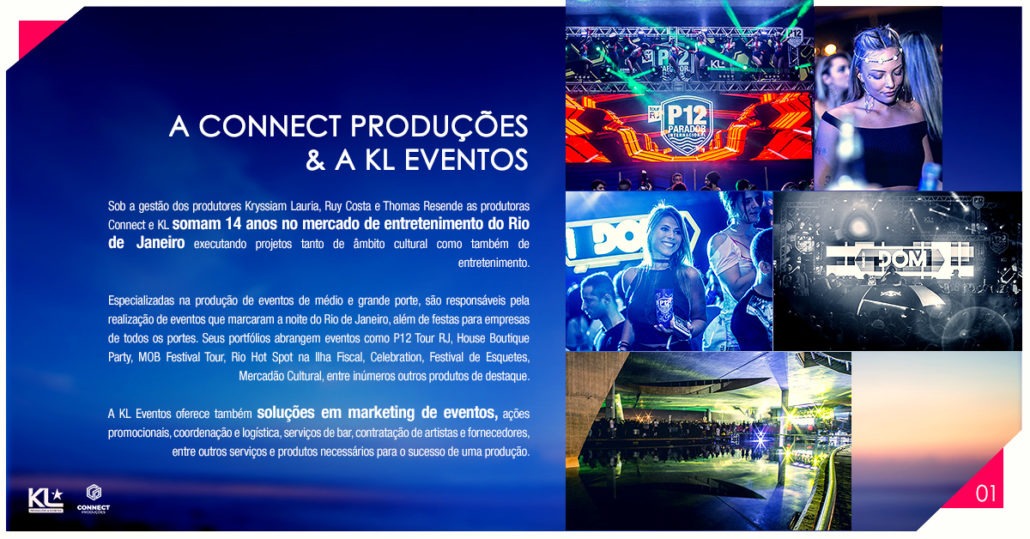 A CONNECT PRODUÇÕES
& A KL EVENTOS
Sob a gestão dos produtores Kryssiam Lauria, Ruy Costa e Thomas Resende as produtoras
Connect e KL somam 14 anos no mercado de entretenimento do Rio
de Janeiro executando projetos tanto de âmbito cultural como também de
entretenimento.
Especializadas na produção de eventos de médio e grande porte, são responsáveis pela
realização de eventos que marcaram a noite do Rio de Janeiro, além de festas para empresas
de todos os portes. Seus portfólios abrangem eventos como P12 Tour RJ, House Boutique
Party, MOB Festival Tour, Rio Hot Spot na Ilha Fiscal, Celebration, Festival de Esquetes,
Mercadão Cultural, entre inúmeros outros produtos de destaque.
A KL Eventos oferece também soluções em marketing de eventos, ações
promocionais, coordenação e logística, serviços de bar, contratação de artistas e fornecedores,
entre outros serviços e produtos necessários para o sucesso de uma produção.
KL
CONNECT
PRODUÇÕES
P12
KL
tour
RJ
P12
PARADOR
INTERNACIONAL
DOM
DOM
01